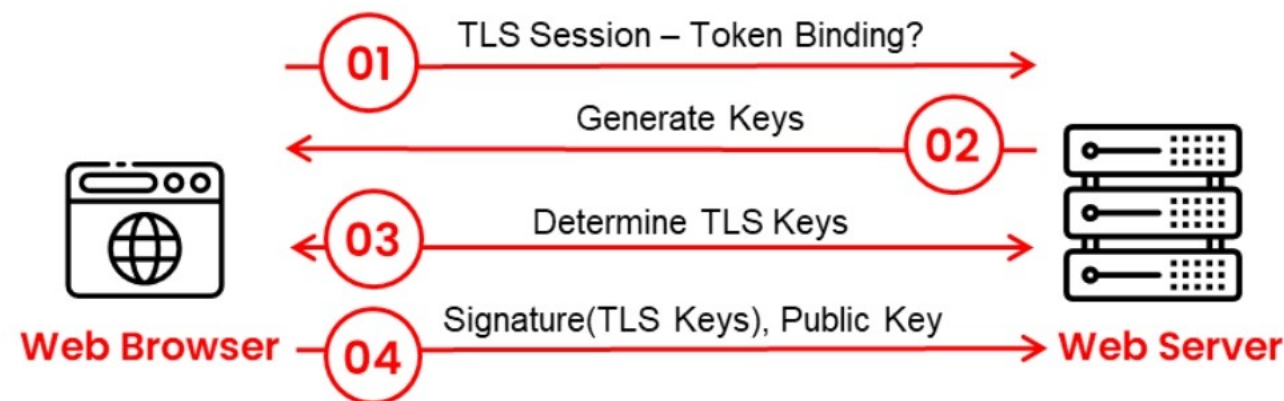 TLS Session – Token Binding?
01
Generate Keys
02
Determine TLS Keys
03
Signature(TLS Keys), Public Key
04
Web Browser
Web Server